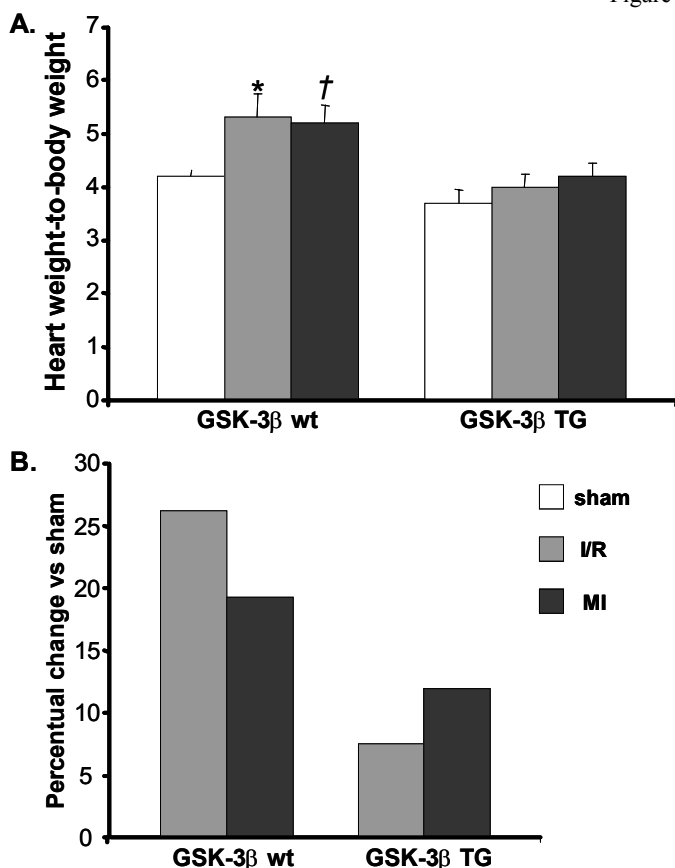 Figure
A.
Heart weight-to-body weight
7
6
5
4
3
2
1
0
*
†
GSK-3β wt
GSK-3β TG
B.
Percentual change vs sham
30
25
20
15
10
5
0
sham
I/R
MI
GSK-3β wt
GSK-3β TG